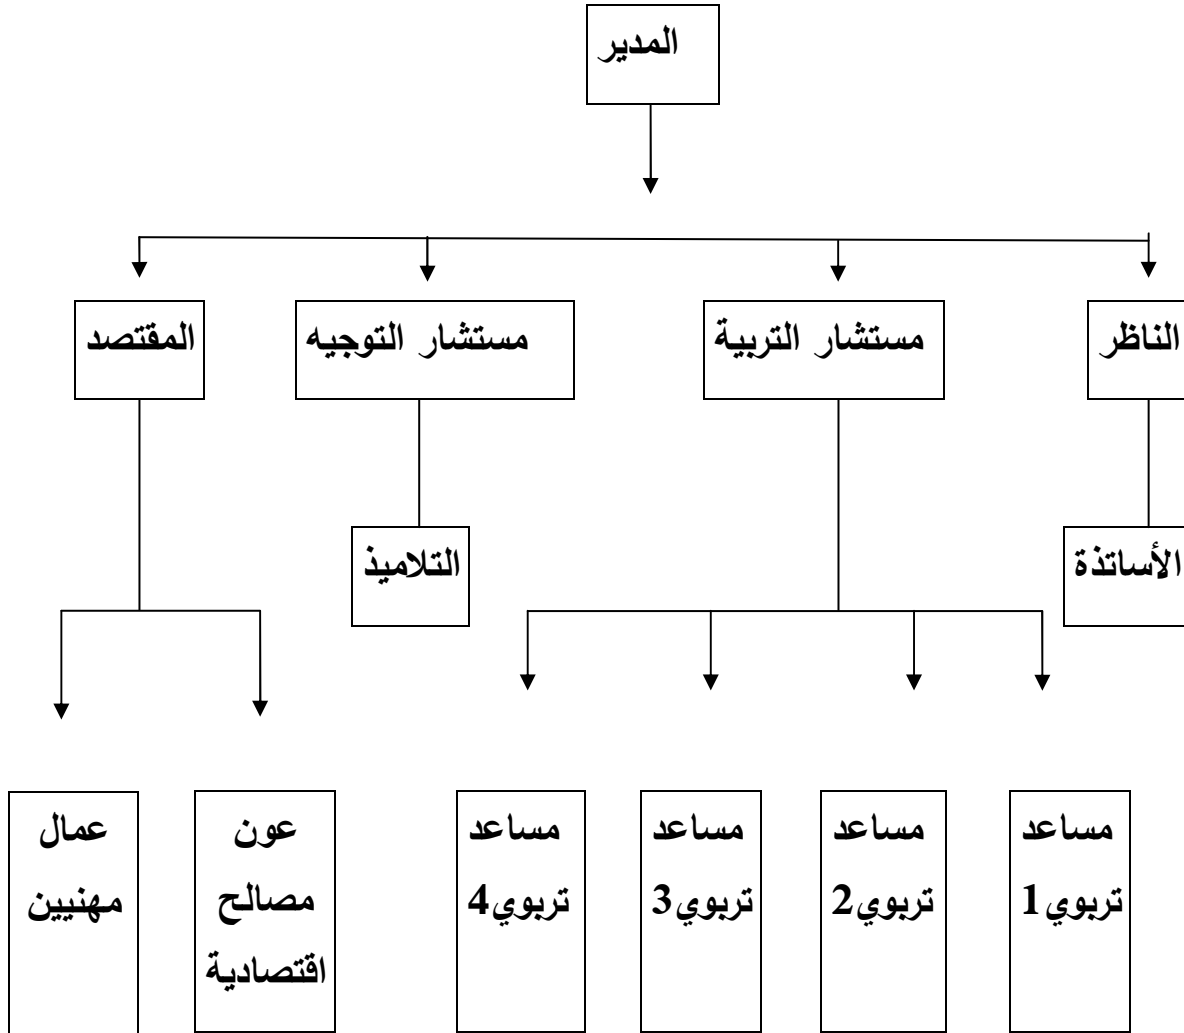 المدير
الناظر
مستشار التربية
مستشار التوجيه
المقتصد
الأساتذة
التلاميذ
مساعد
تربوي1
مساعد
تربوي2
مساعد
تربوي3
مساعد
تربوي4
عون
مصالح
اقتصادية
عمال
مهنيين